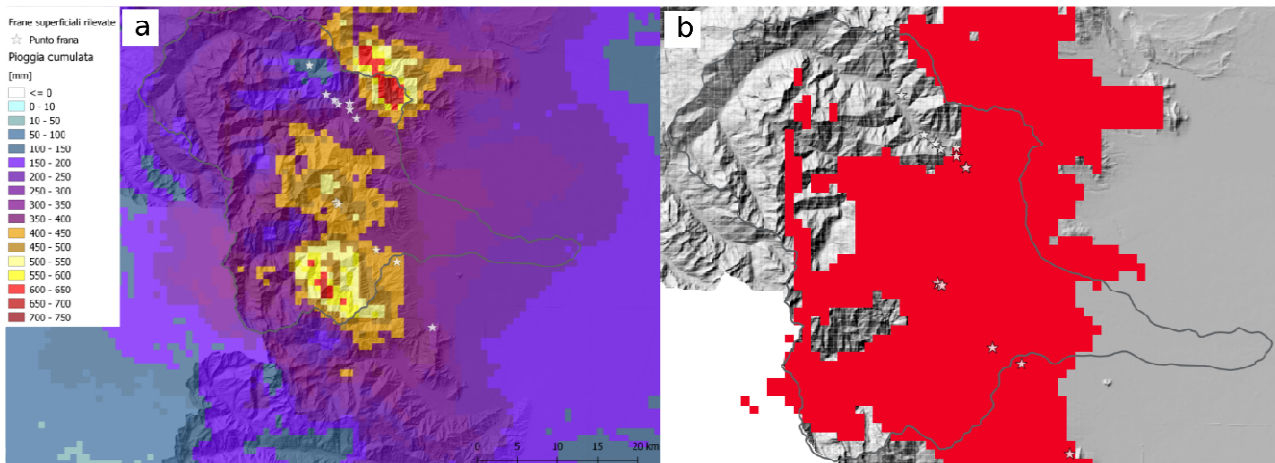 Frane superficiali rilevate
Punto frana
Pioggia cumulata
[mm]
<= 0
0 - 10
10 - 50
50 - 100
100 - 150
150 - 200
200 - 250
250 - 300
300 - 350
350 - 400
400 - 450
450 - 500
500 - 550
550 - 600
600 - 650
650 - 700
700 - 750
a
b
0 5 10 15 20 km